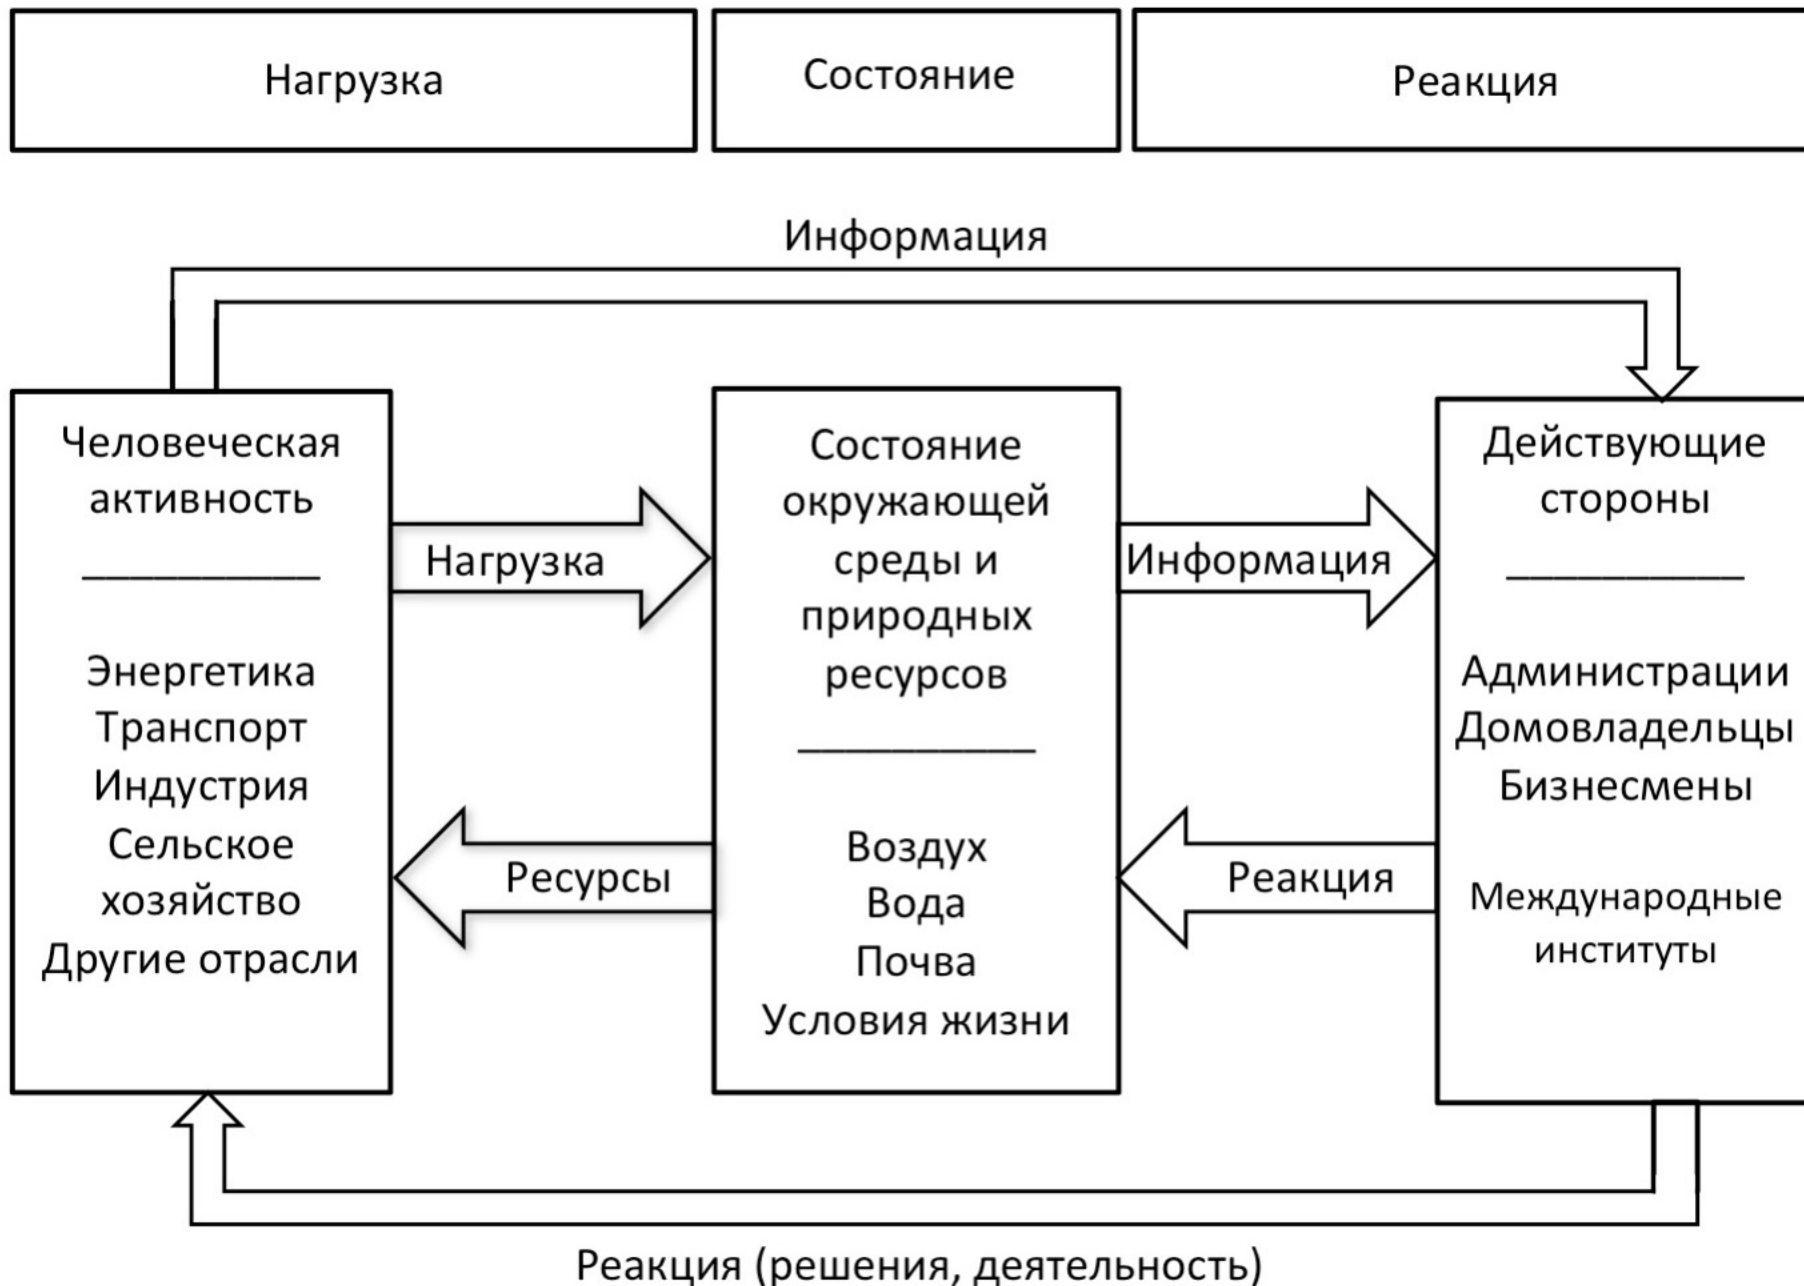 Нагрузка
Состояние
Реакция
Информация
Человеческая
активность
Энергетика
Транспорт
Индустрия
Сельское
хозяйство
Другие отрасли
Нагрузка
Ресурсы
Состояние
окружающей
среды и
природных
ресурсов
Воздух
Вода
Почва
Условия жизни
Информация
Реакция
Действующие
стороны
Администрации
Домовладельцы
Бизнесмены
Международные
институты
Реакция (решения, деятельность)